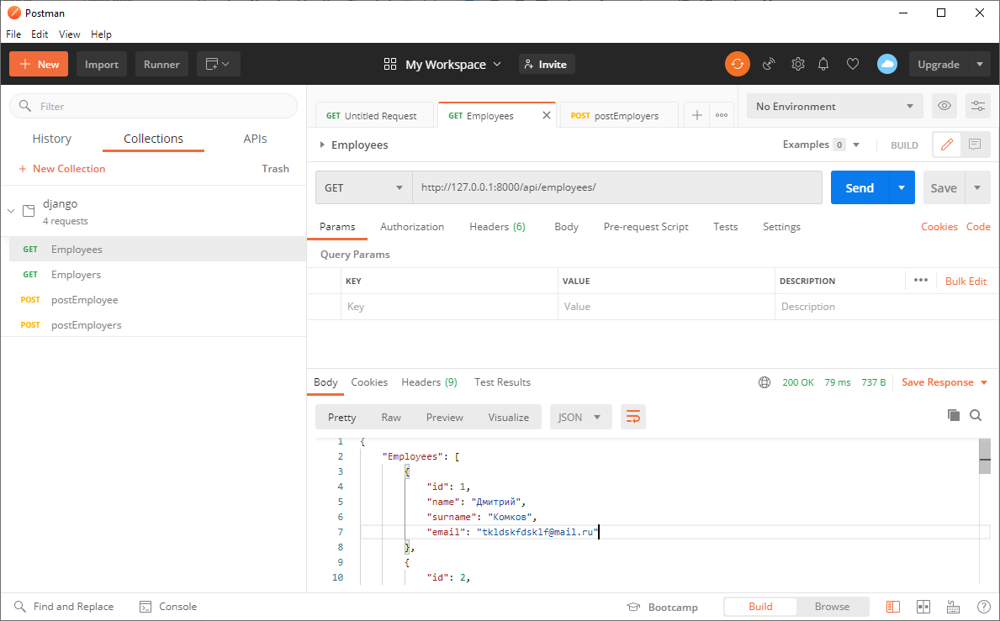 Postman
File Edit View Help
New Import Runner My Workspace Invite Upgrade
Filter
History Collections APIs
+ New Collection Trash
django
4 requests
GET Employees
GET Employers
POST postEmployee
POST postEmployers
GET Untitled Request GET Employees POST postEmployers No Environment
Employees Examples 0 BUILD
GET http://127.0.0.1:8000/api/employees/ Send Save
Params Authorization Headers (6) Body Pre-request Script Tests Settings Cookies Code
Query Params
KEY VALUE DESCRIPTION Bulk Edit
Key Value Description
Body Cookies Headers (9) Test Results 200 OK 79 ms 737 B Save Response
Pretty Raw Preview Visualize JSON
1 {
2 "Employees": [
3 {
4 "id": 1,
5 "name": "Дмитрий",
6 "surname": "Комков",
7 "email": "tkldskfdsklf@mail.ru"
8 },
9 {
10 "id": 2,
Find and Replace Console Bootcamp Build Browse